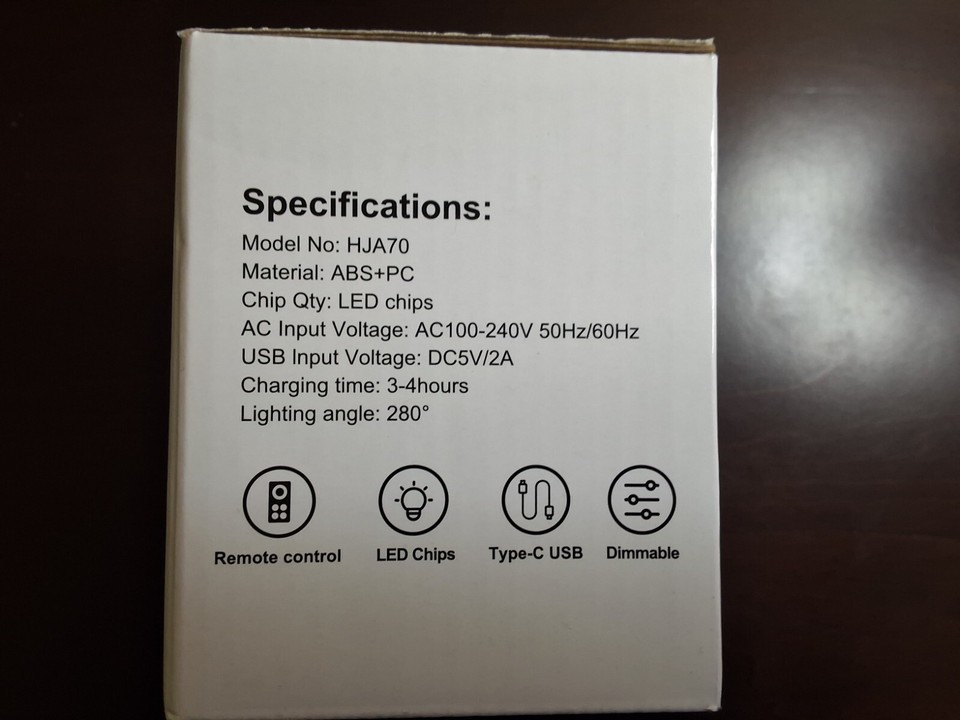 Specifications:
Model No: HJA70
Material: ABS+PC
Chip Qty: LED chips
AC Input Voltage: AC100-240V 50Hz/60Hz
USB Input Voltage: DC5V/2A
Charging time: 3-4hours
Lighting angle: 280°
Remote control
LED Chips
Type-C USB
Dimmable